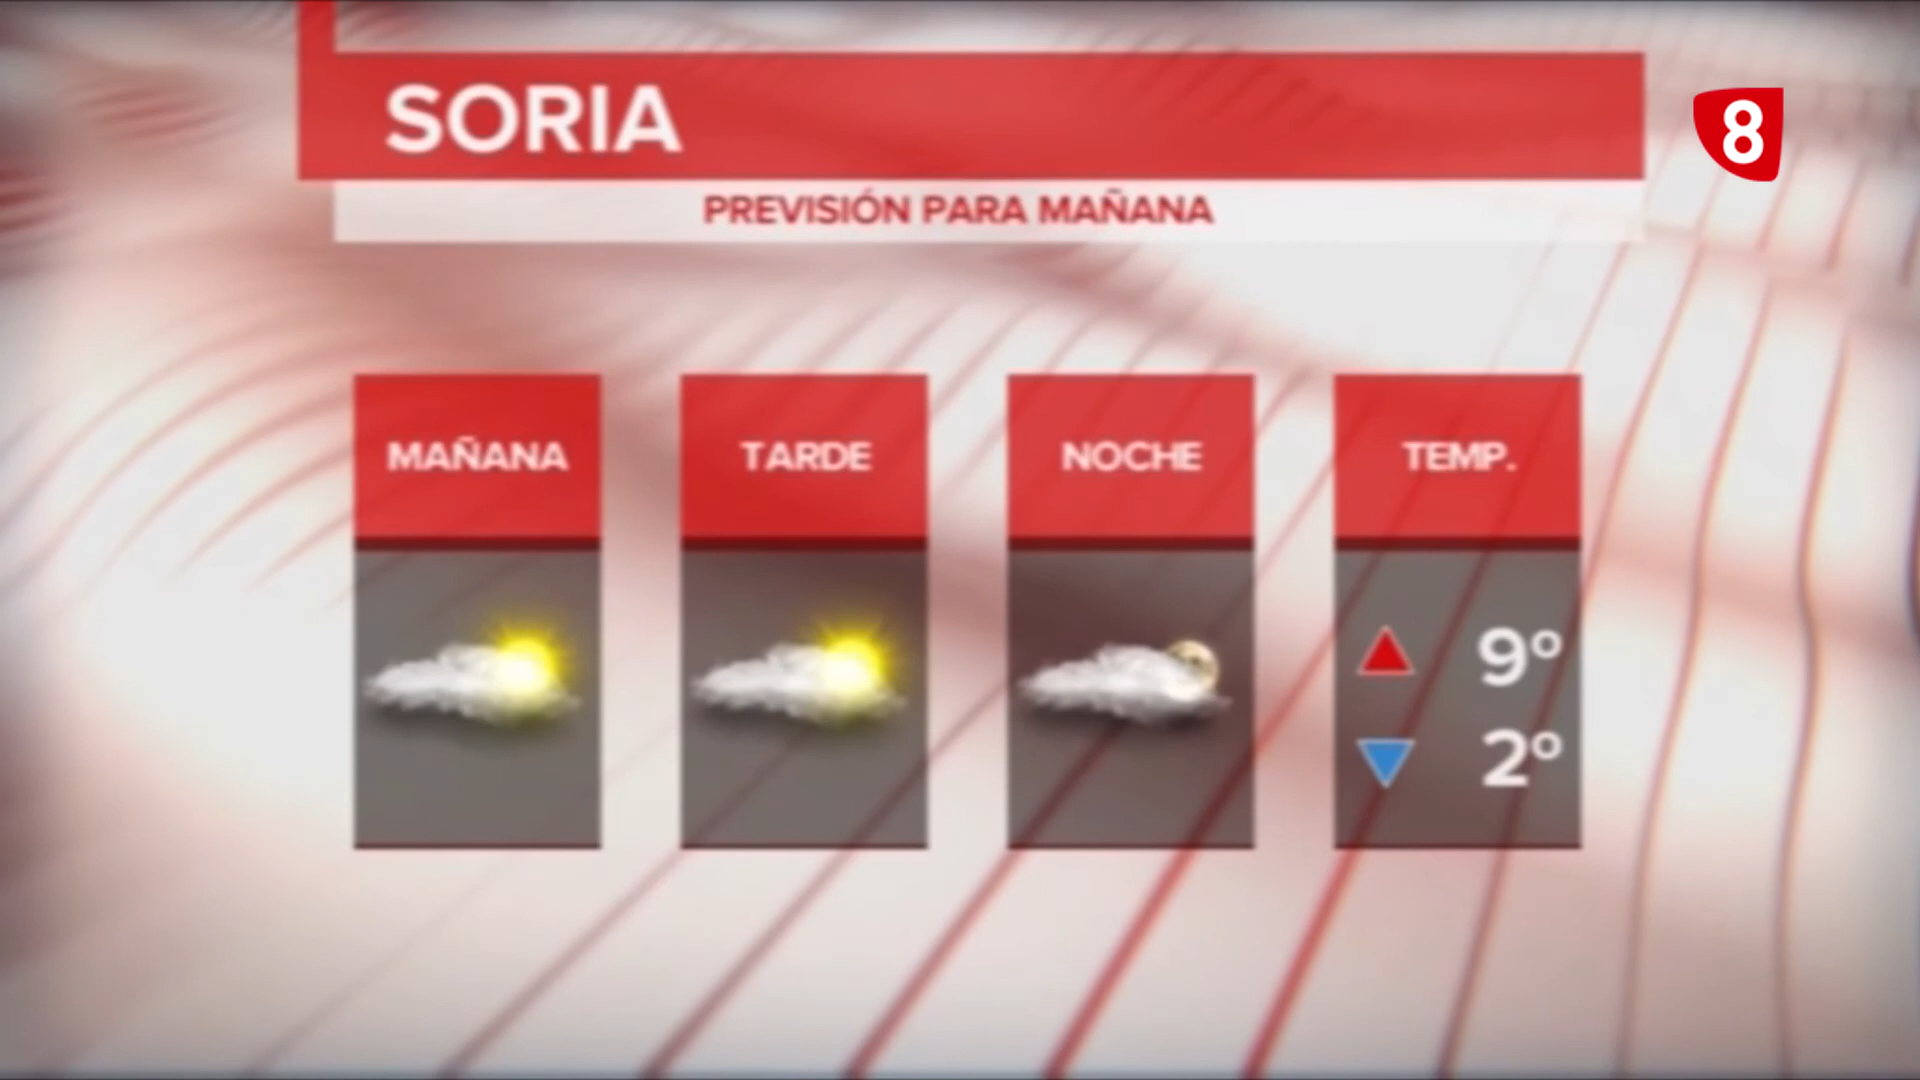 SORIA
8
PREVISIÓN PARA MAÑANA
MAÑANA
TARDE
NOCHE
TEMP.
9º
2º